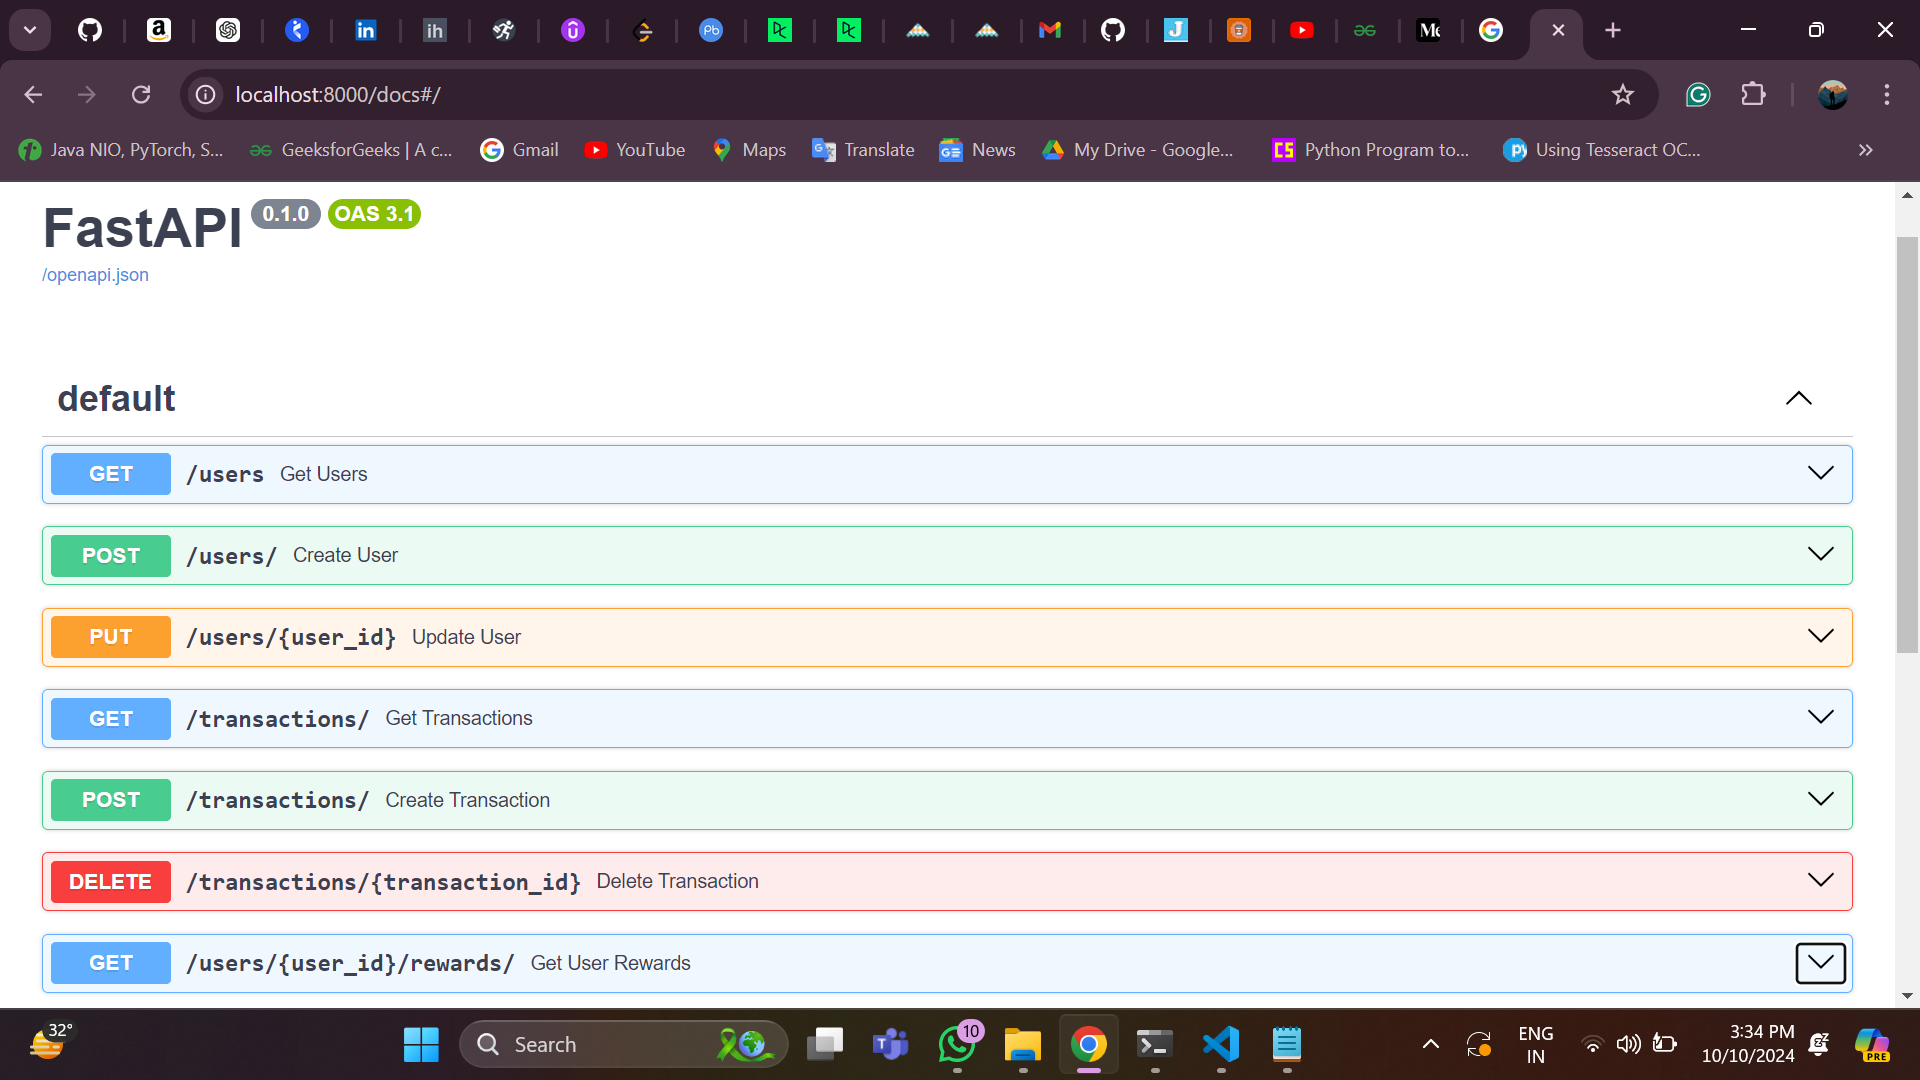 localhost:8000/docs#/
Java NIO, PyTorch, S... GeeksforGeeks | A c... Gmail YouTube Maps Translate News My Drive - Google... Python Program to... Using Tesseract OC... »
FastAPI 0.1.0 OAS 3.1
/openapi.json
default
GET /users Get Users
POST /users/ Create User
PUT /users/{user_id} Update User
GET /transactions/ Get Transactions
POST /transactions/ Create Transaction
DELETE /transactions/{transaction_id} Delete Transaction
GET /users/{user_id}/rewards/ Get User Rewards
32°
Search
10
ENG
IN
3:34 PM
10/10/2024
PRE